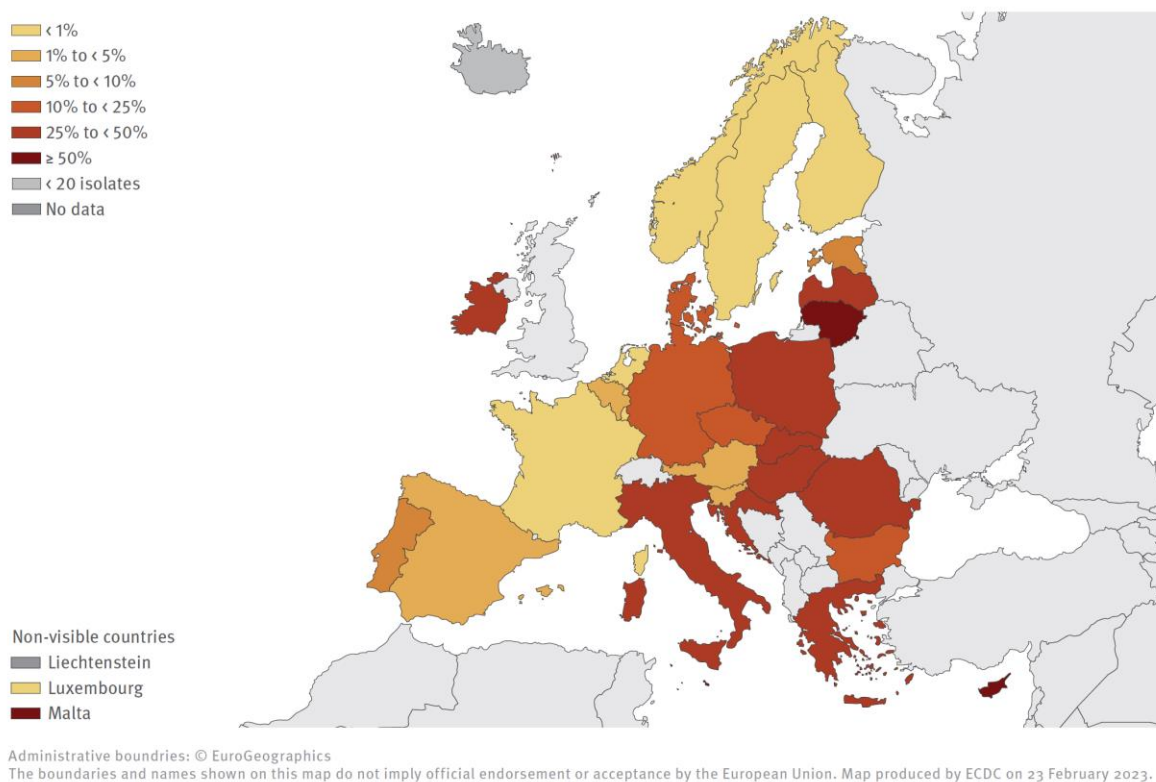 < 1%
1% to < 5%
5% to < 10%
10% to < 25%
25% to < 50%
≥ 50%
< 20 isolates
No data
Non-visible countries
Liechtenstein
Luxembourg
Malta
Administrative boundries: © EuroGeographics
The boundaries and names shown on this map do not imply official endorsement or acceptance by the European Union. Map produced by ECDC on 23 February 2023.